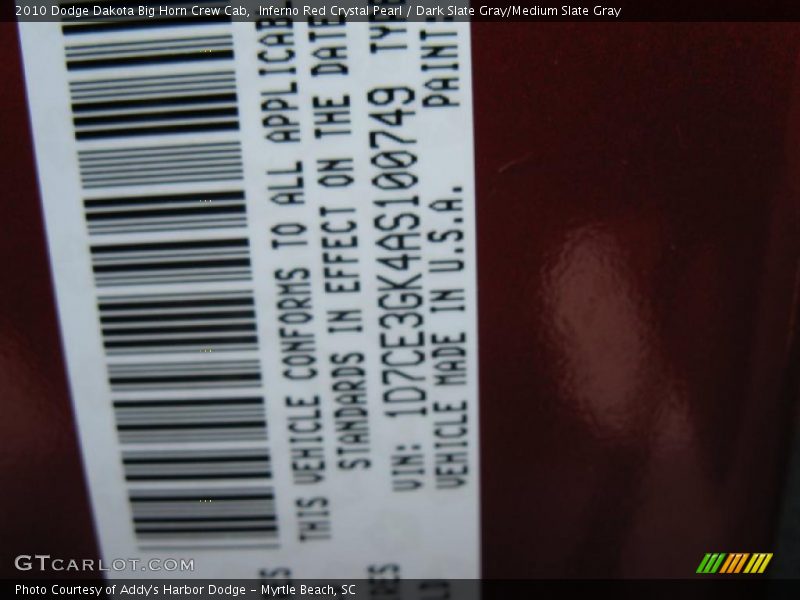 2010 Dodge Dakota Big Horn Crew Cab,  Inferno Red Crystal Pearl / Dark Slate Gray/Medium Slate Gray
THIS VEHICLE CONFORMS TO ALL
STANDARDS IN EFFECT ON THE DATE
VIN: 1D7CE3GK4AS100749
VEHICLE MADE IN U.S.A. PAINT:
GTCARLOT.COM
Photo Courtesy of Addy's Harbor Dodge - Myrtle Beach, SC